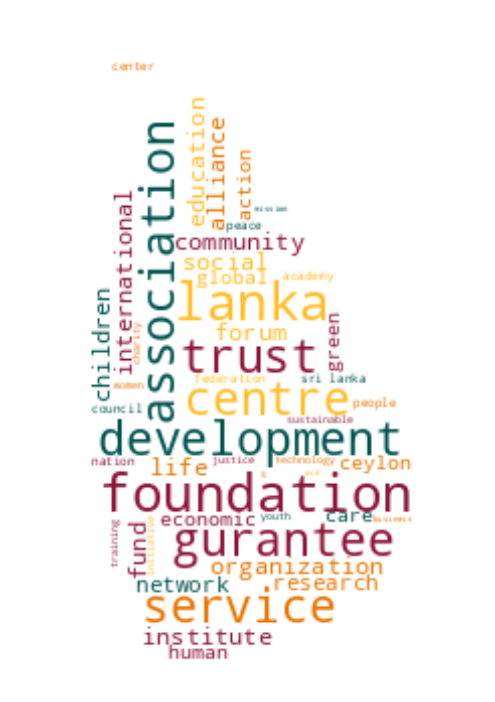 center
education
alliance
association
action
mission
international
peace
community
social
global
academy
lanka
children
forum
green
charity
trust
federation
sri lanka
women
centre
people
council
sustainable
development
nation
justice
technology
ceylon
life
aid
foundation
economic
youth
care
business
training
fund
initiative
gurantee
organization
network
research
service
institute
human